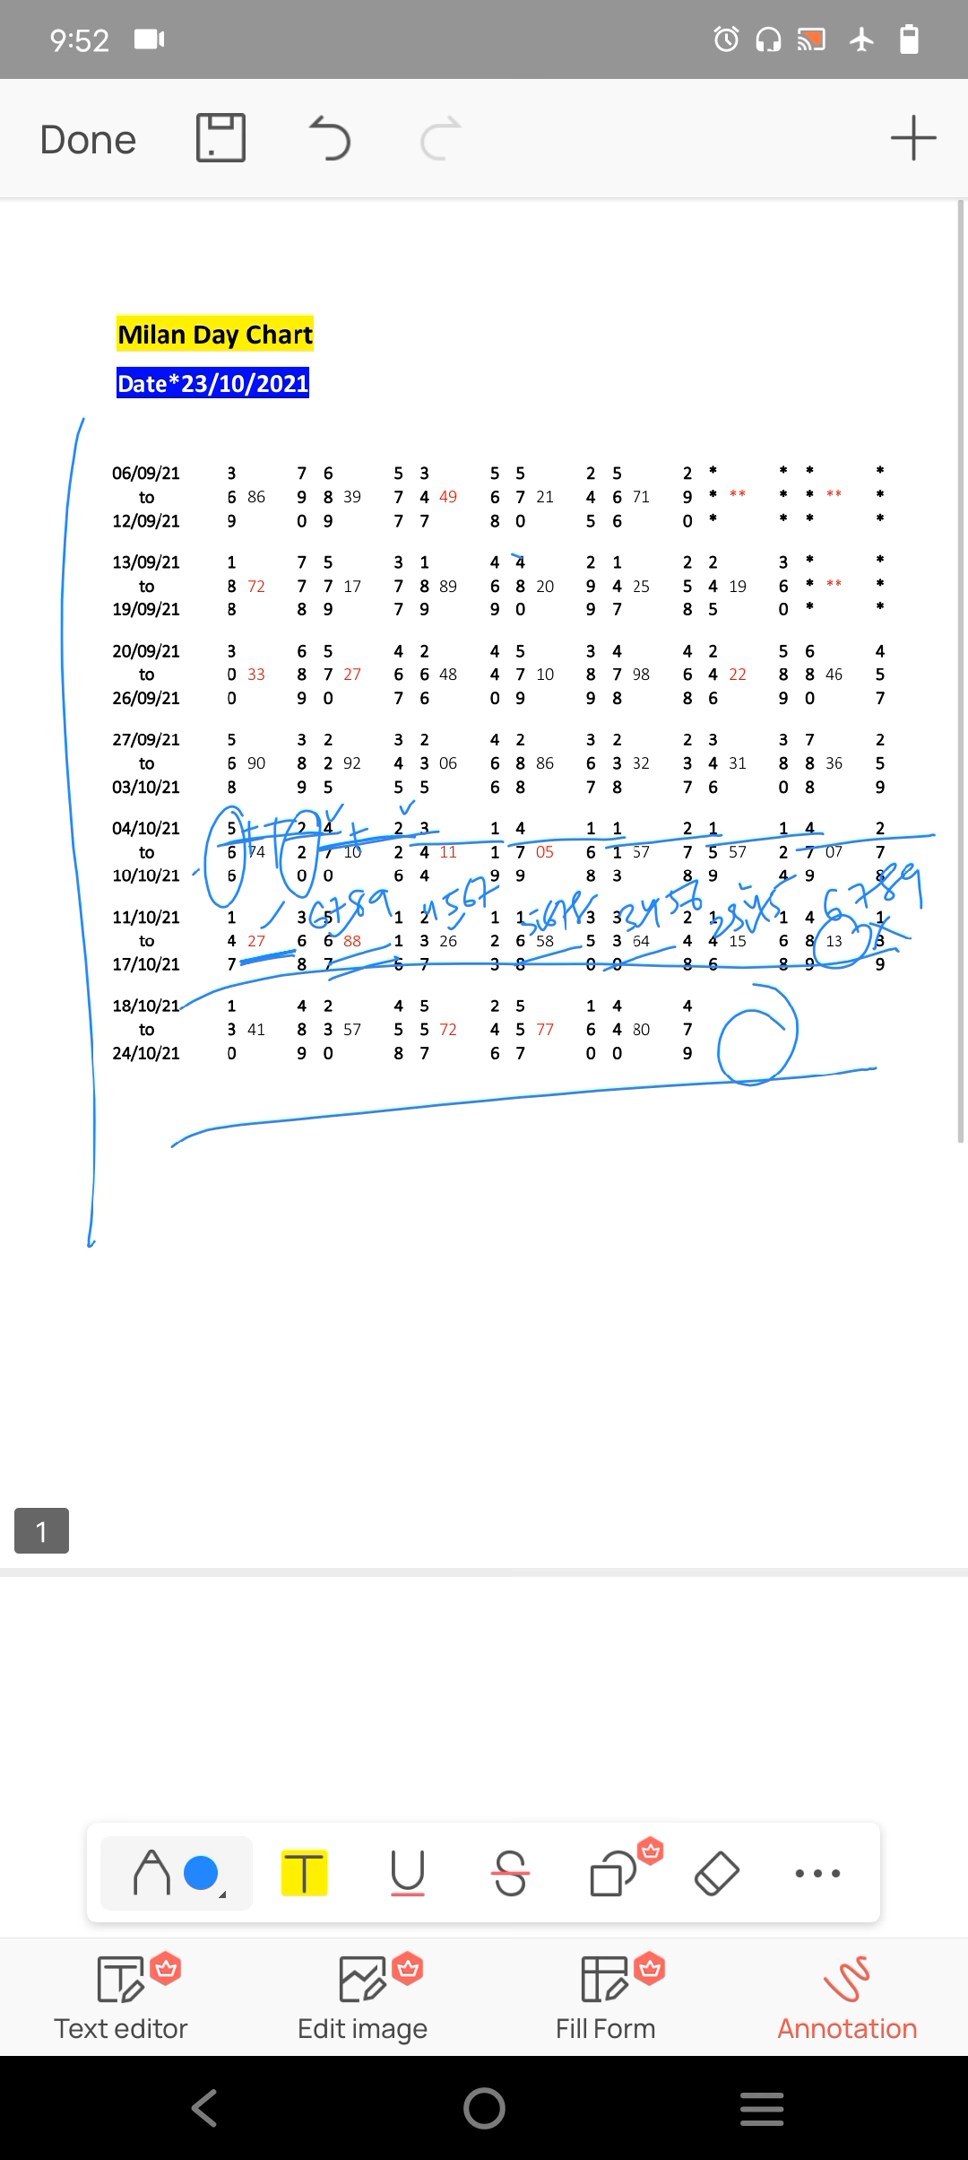 9:52
Done
Milan Day Chart
Date*23/10/2021
06/09/21 3 7 6 5 3 5 5 2 5 2 * * * *
to 6 86 9 8 39 7 4 49 6 7 21 4 6 71 9 * ** * * ** *
12/09/21 9 0 9 7 7 8 0 5 6 0 * * * *
13/09/21 1 7 5 3 1 4 4 2 1 2 2 3 * *
to 8 72 7 7 17 7 8 89 6 8 20 9 4 25 5 4 19 6 * ** *
19/09/21 8 8 9 7 9 9 0 9 7 8 5 0 * *
20/09/21 3 6 5 4 2 4 5 3 4 4 2 5 6 4
to 0 33 8 7 27 6 6 48 4 7 10 8 7 98 6 4 22 8 8 46 5
26/09/21 0 9 0 7 6 0 9 9 8 8 6 9 0 7
27/09/21 5 3 2 3 2 4 2 3 2 2 3 3 7 2
to 6 90 8 2 92 4 3 06 6 8 86 6 3 32 3 4 31 8 8 36 5
03/10/21 8 9 5 5 5 6 8 7 8 7 6 0 8 9
04/10/21 5 2 4 2 3 1 4 1 1 2 1 1 4 2
to 6 74 2 7 10 2 4 11 1 7 05 6 1 57 7 5 57 2 7 07 7
10/10/21 6 0 0 6 4 9 9 8 3 8 9 4 9 8
6789 4567 3456 6789
11/10/21 1 3 5 1 2 1 1 3 3 2 1 1 4 1
to 4 27 6 6 88 1 3 26 2 6 58 5 3 64 4 4 15 6 8 13 3
17/10/21 7 8 7 6 7 3 8 0 0 8 6 8 9 9
18/10/21 1 4 2 4 5 2 5 1 4 4
to 3 41 8 3 57 5 5 72 4 5 77 6 4 80 7
24/10/21 0 9 0 8 7 6 7 0 0 9
1
Text editor Edit image Fill Form Annotation